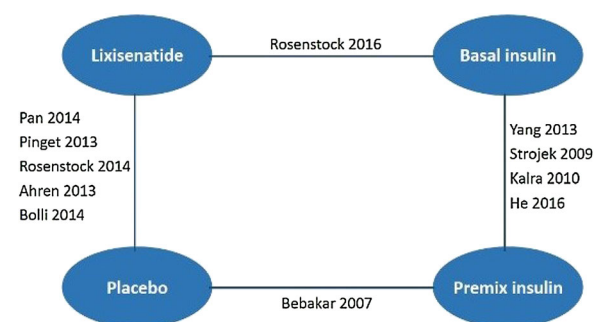 Lixisenatide
Rosenstock 2016
Basal insulin
Pan 2014
Pinget 2013
Rosenstock 2014
Ahren 2013
Bolli 2014
Yang 2013
Strojek 2009
Kalra 2010
He 2016
Placebo
Bebakar 2007
Premix insulin